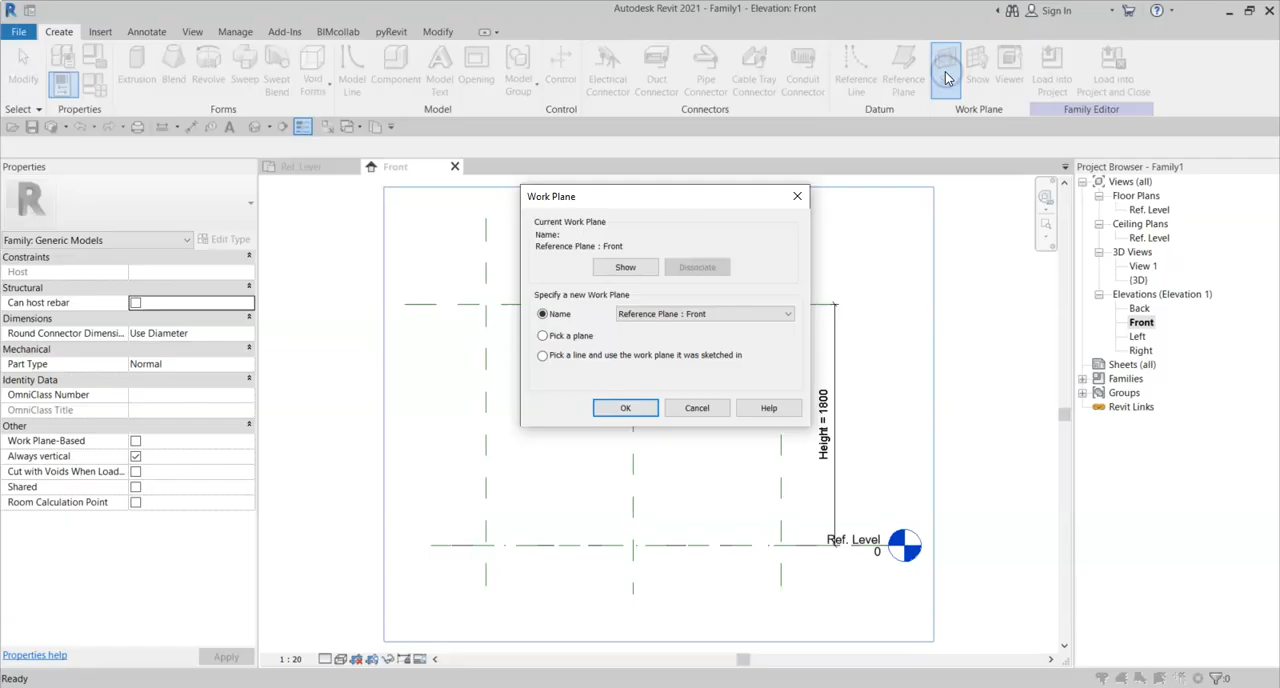 Autodesk Revit 2021 - Family1 - Elevation: Front
Sign In
File Create Insert Annotate View Manage Add-Ins BIMcollab pyRevit Modify
Modify
Extrusion Blend Revolve Sweep Swept Blend Void Forms
Model Line Component Model Text Opening Model Group
Control
Electrical Connector Duct Connector Pipe Connector Cable Tray Connector Conduit Connector
Reference Line Reference Plane
Show Viewer
Load into Project Load into Project and Close
Select Properties Forms Model Control Connectors Datum Work Plane Family Editor
Properties
R
Family: Generic Models
Edit Type
Constraints
Host
Structural
Can host rebar
Dimensions
Round Connector Dimensi... Use Diameter
Mechanical
Part Type Normal
Identity Data
OmniClass Number
OmniClass Title
Other
Work Plane-Based
Always vertical
Cut with Voids When Load...
Shared
Room Calculation Point
Properties help
Apply
Ref. Level
Front
Work Plane
Current Work Plane
Name:
Reference Plane : Front
Show
Dissociate
Specify a new Work Plane
Name
Reference Plane : Front
Pick a plane
Pick a line and use the work plane it was sketched in
OK
Cancel
Help
Height = 1800
Ref. Level
0
1 : 20
Project Browser - Family1
Views (all)
Floor Plans
Ref. Level
Ceiling Plans
Ref. Level
3D Views
View 1
{3D}
Elevations (Elevation 1)
Back
Front
Left
Right
Sheets (all)
Families
Groups
Revit Links
Ready
:0